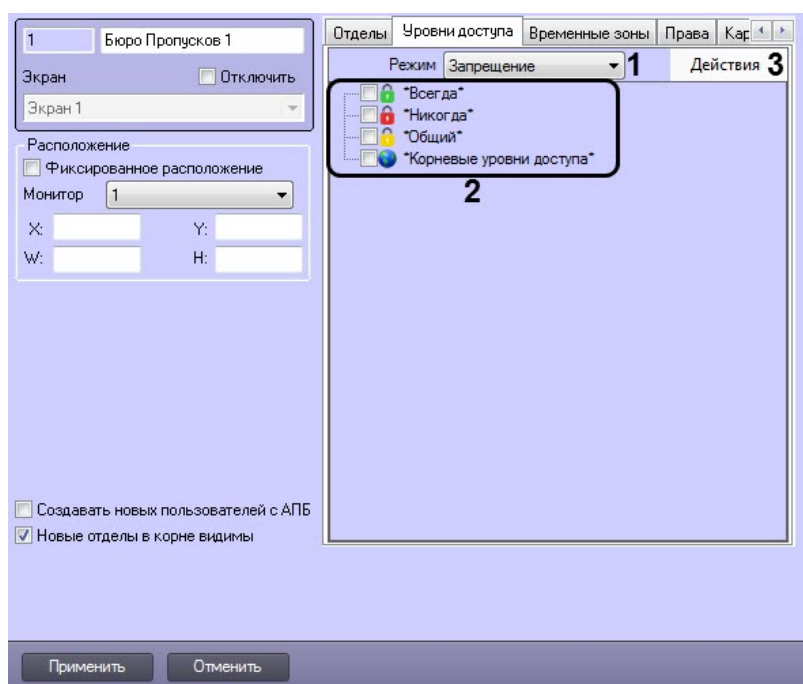 1 Бюро Пропусков 1
Экран Отключить
Экран 1
Расположение
Фиксированное расположение
Монитор 1
X: Y:
W: H:
Создавать новых пользователей с АПБ
Новые отделы в корне видимы
Отделы Уровни доступа Временные зоны Права Кар
Режим Запрещение 1 Действия 3
*Всегда*
*Никогда*
*Общий*
*Корневые уровни доступа*
2
Применить Отменить